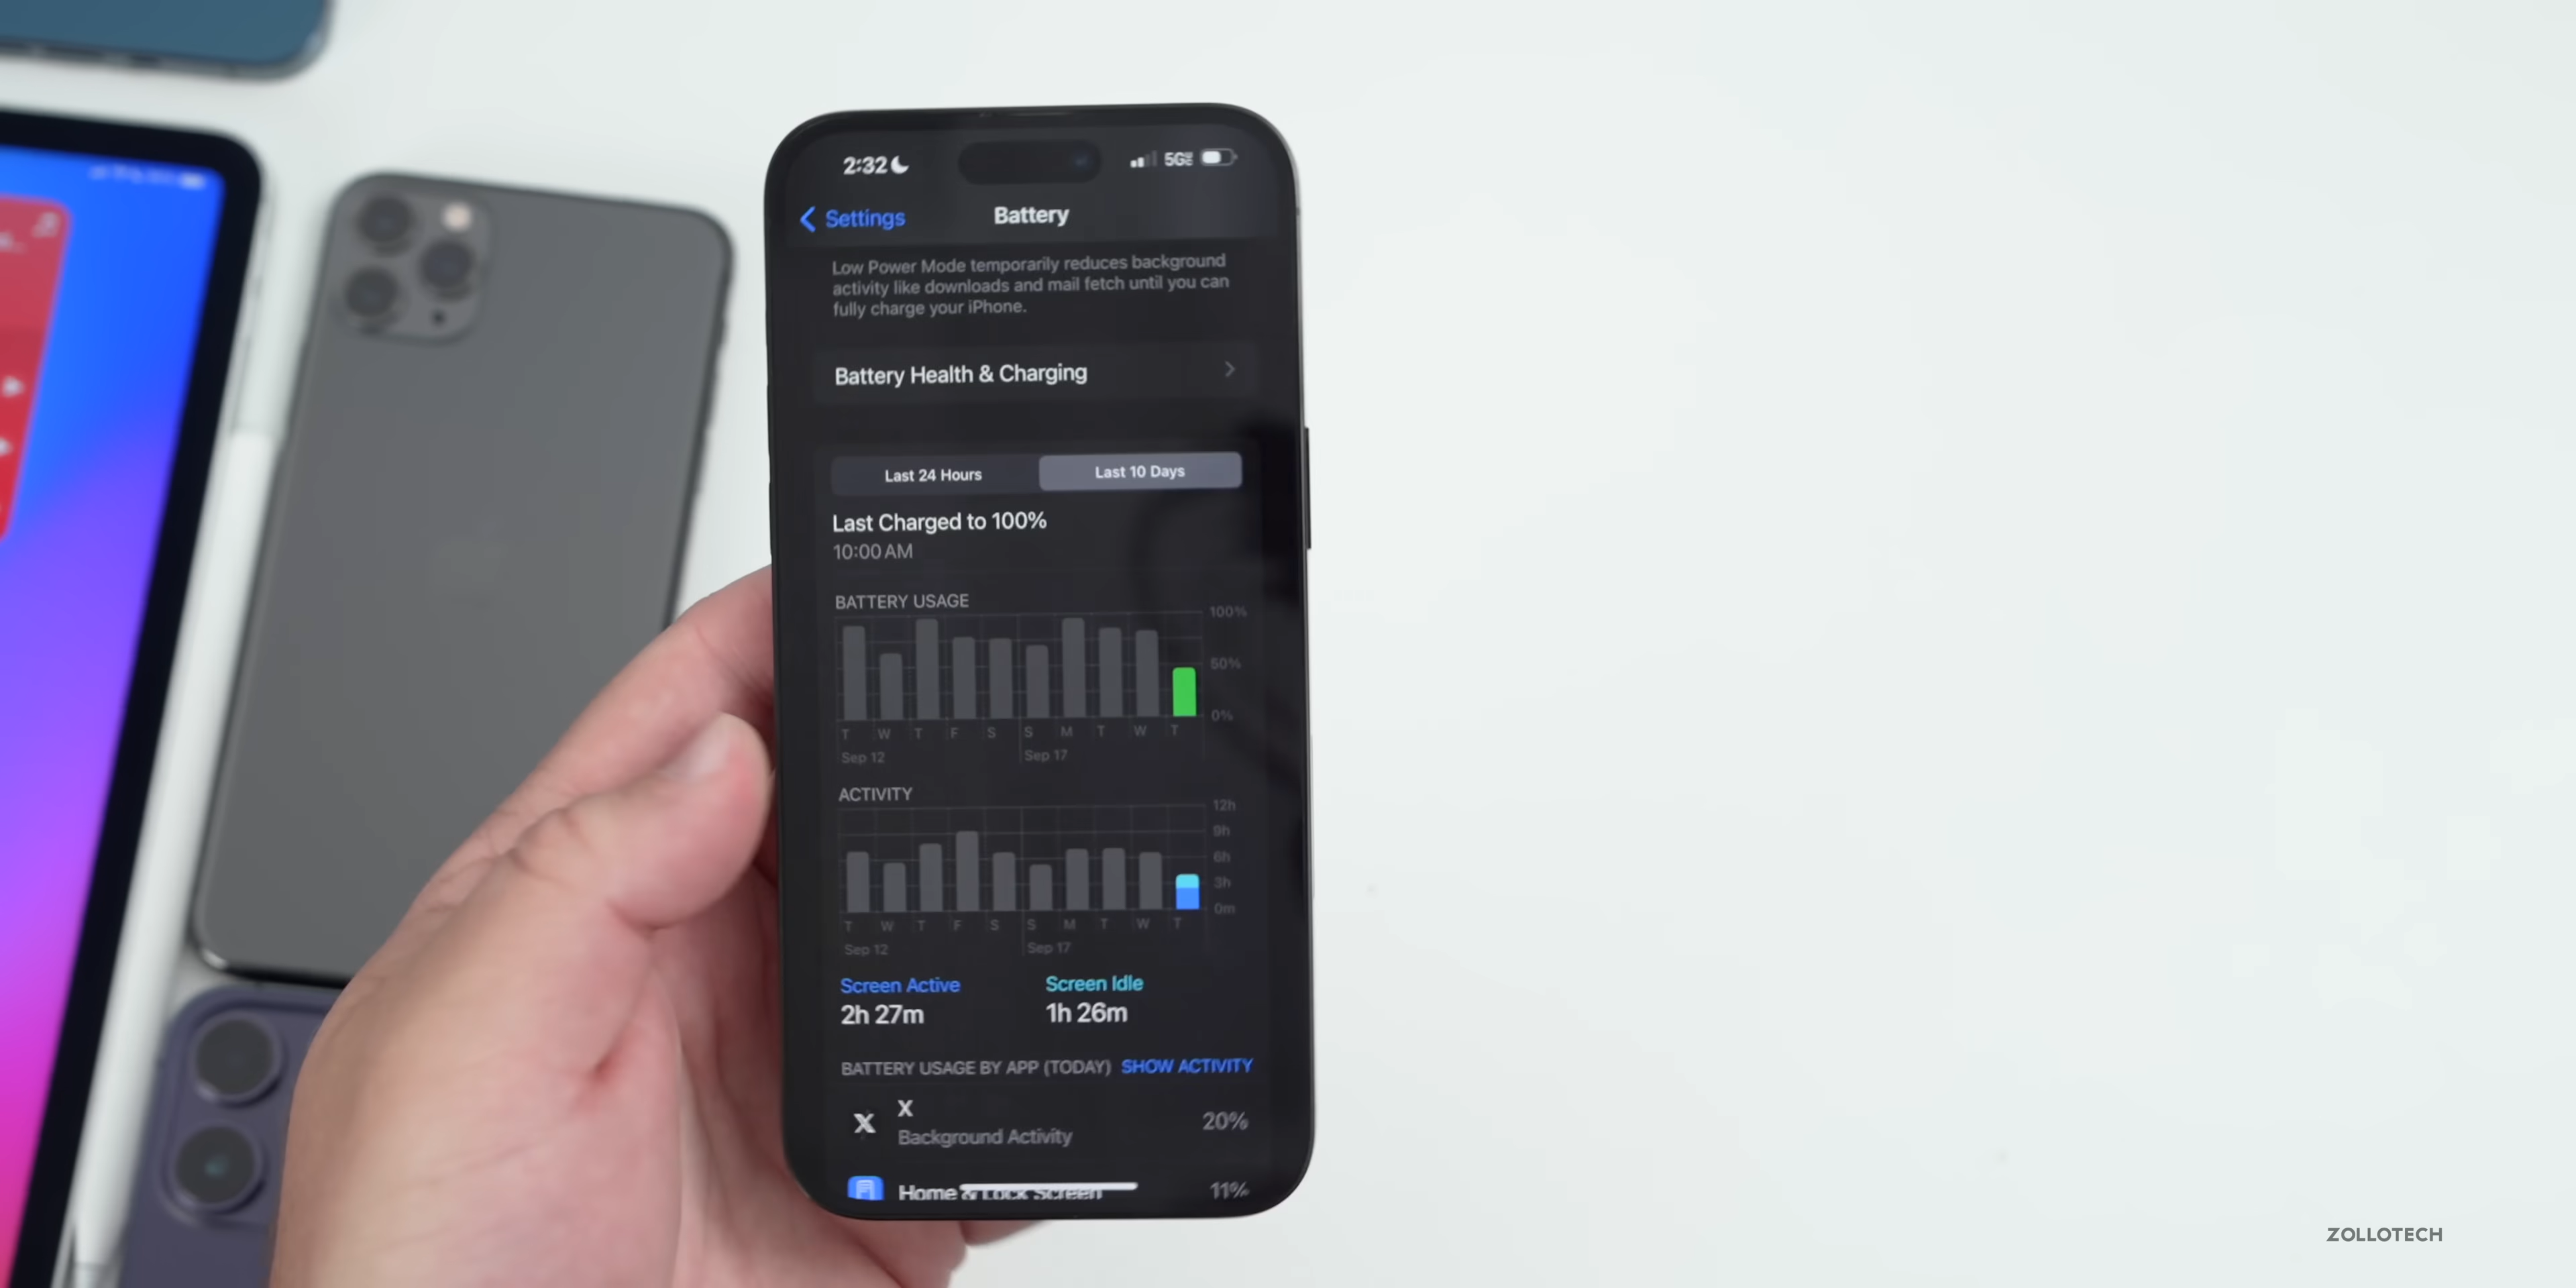 2:32
5G
Settings
Battery
Low Power Mode temporarily reduces background
activity like downloads and mail fetch until you can
fully charge your iPhone.
Battery Health & Charging
Last 24 Hours
Last 10 Days
Last Charged to 100%
10:00 AM
BATTERY USAGE
100%
50%
0%
T W T F S S M T W T
Sep 12
Sep 17
ACTIVITY
12h
9h
6h
3h
0m
T W T F S S M T W T
Sep 12
Sep 17
Screen Active
Screen Idle
2h 27m
1h 26m
BATTERY USAGE BY APP (TODAY) SHOW ACTIVITY
X
X
20%
Background Activity
Home & Lock Screen
11%
ZOLLOTECH